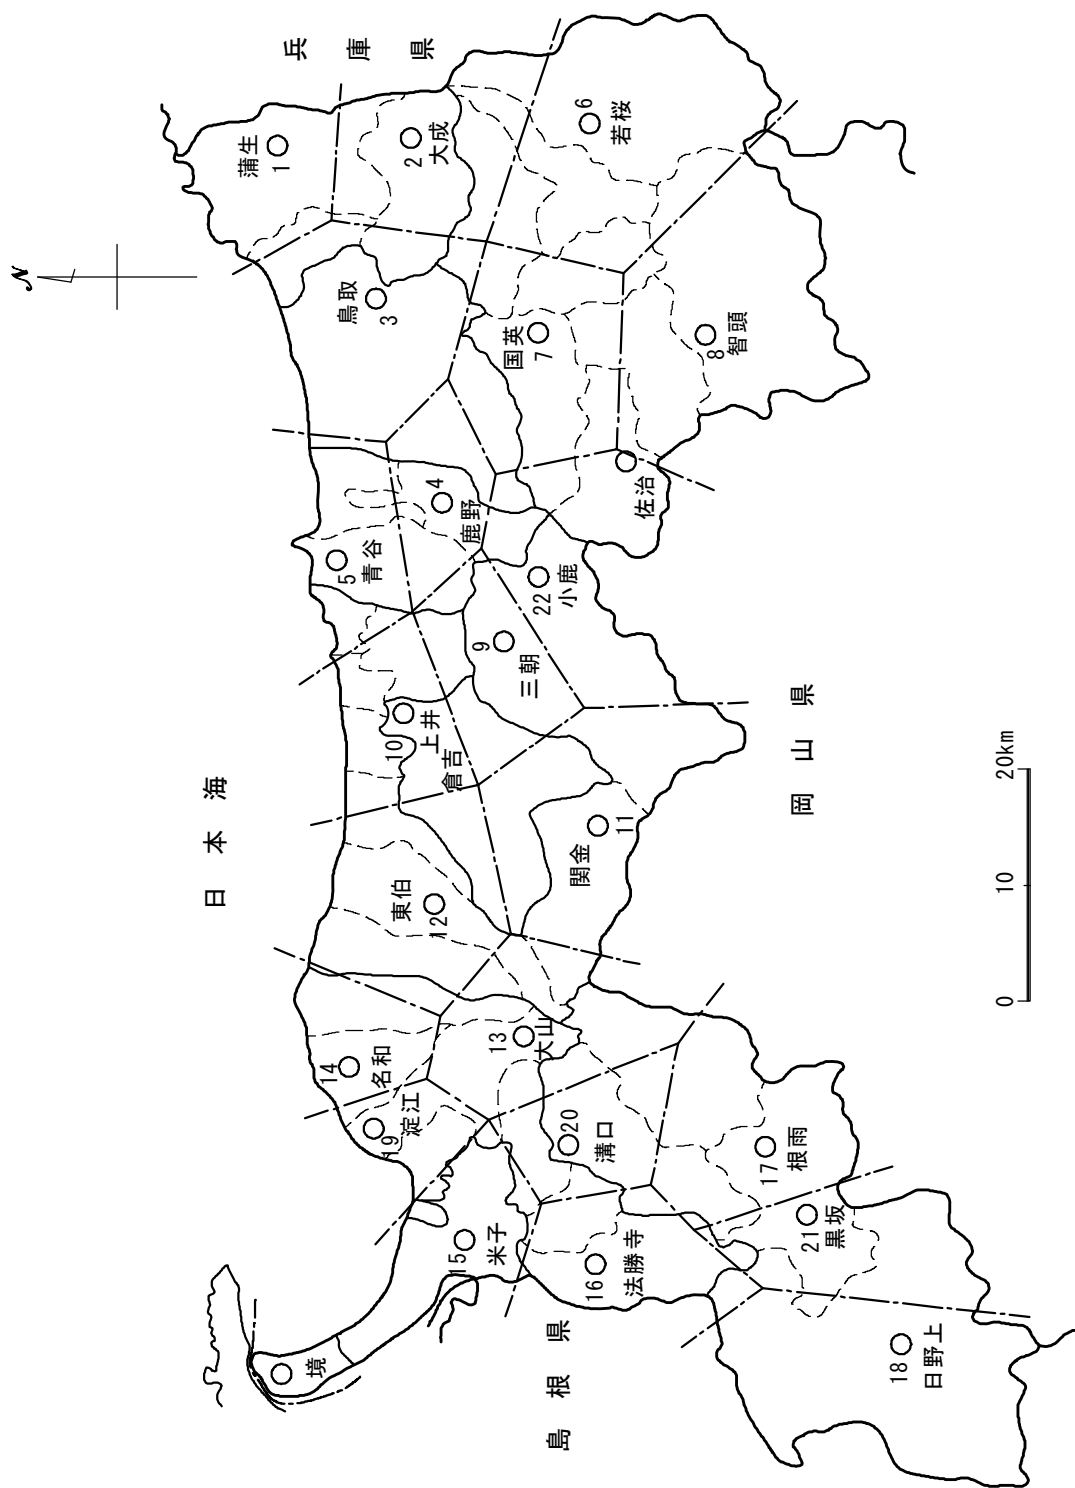 N
兵庫県
蒲生
1
2
大成
6
若桜
鳥取
3
国英
7
8
智頭
4
鹿野
5
青谷
佐治
22
小鹿
9
三朝
10
上井
倉吉
関金
11
東伯
12
13
大山
14
名和
19
淀江
20
溝口
15
米子
16
法勝寺
17
根雨
21
黒坂
18
日野上
境
日本海
岡山県
島根県
0 10 20km